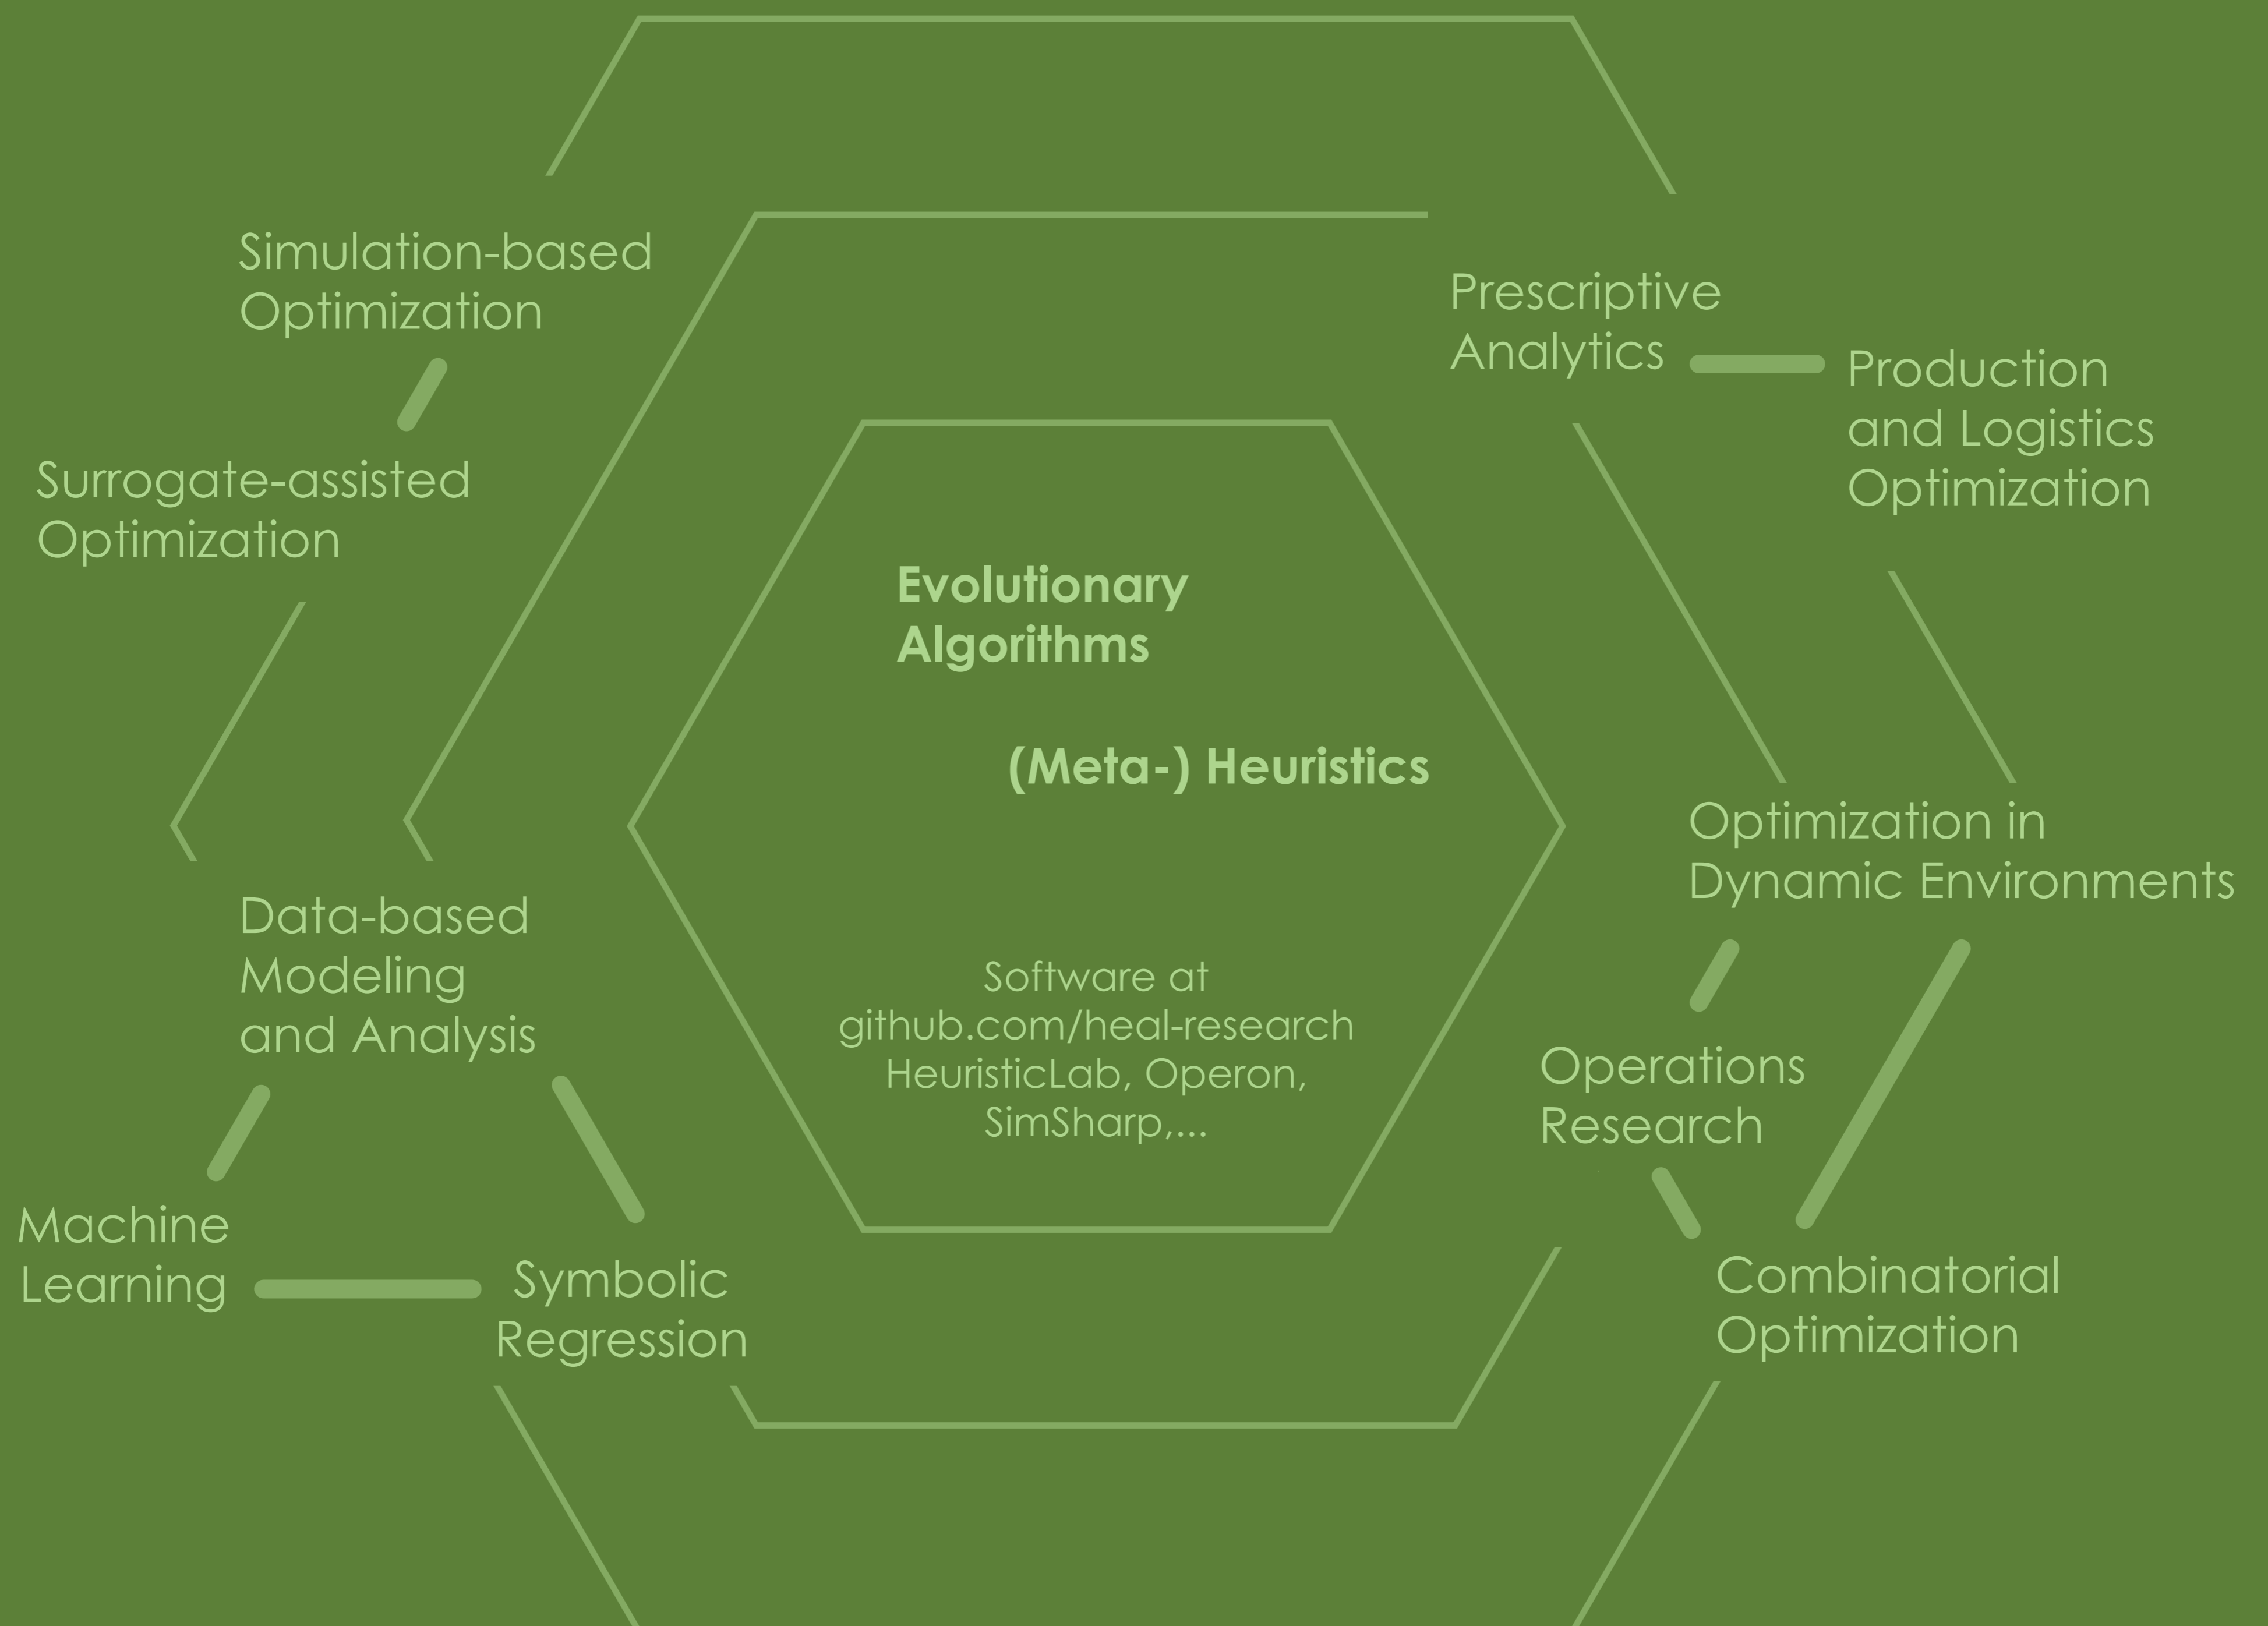 Simulation-based
Optimization
Surrogate-assisted
Optimization
Prescriptive
Analytics
Production
and Logistics
Optimization
Evolutionary
Algorithms
(Meta-) Heuristics
Optimization in
Dynamic Environments
Data-based
Modeling
and Analysis
Software at
github.com/heal-research
HeuristicLab, Operon,
SimSharp,...
Operations
Research
Machine
Learning
Symbolic
Regression
Combinatorial
Optimization